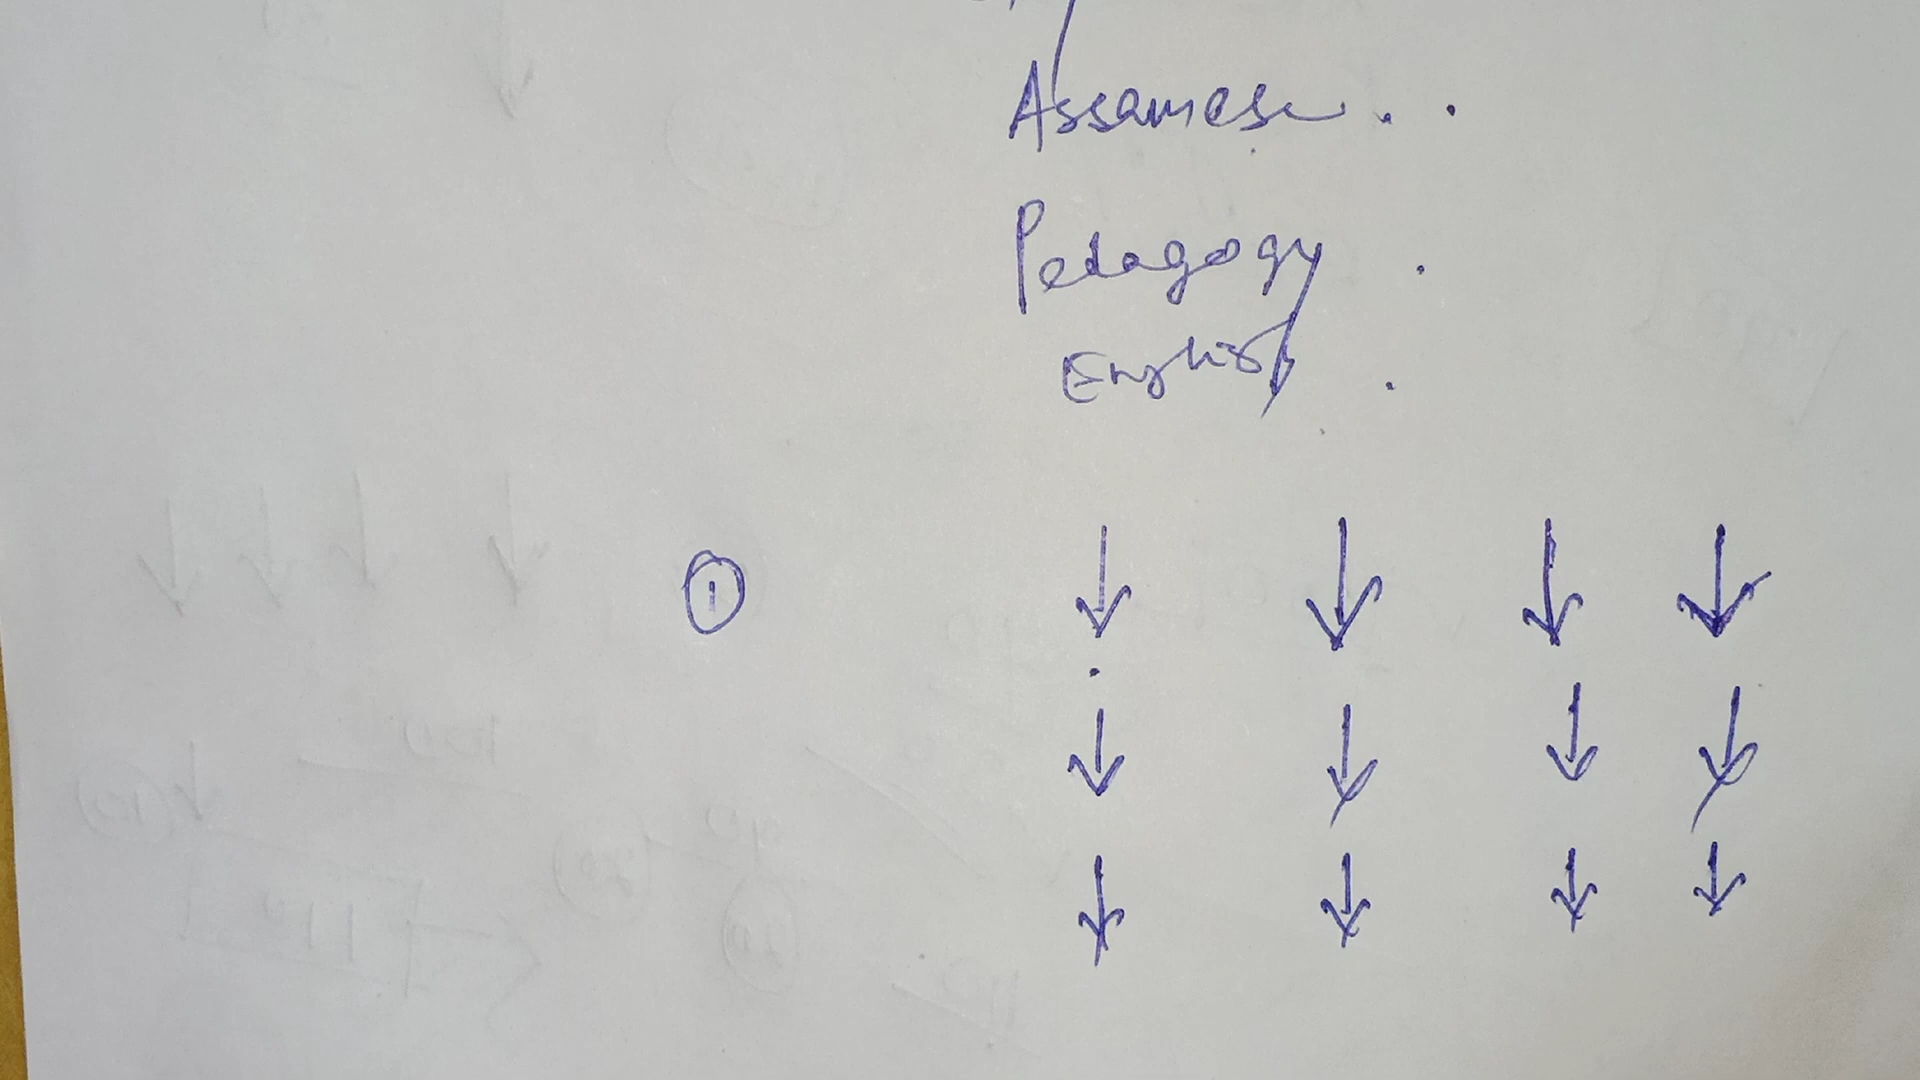 Assamese..
Pedagogy.
English.
①
↓ ↓ ↓ ↓
↓ ↓ ↓ ↓
↓ ↓ ↓ ↓